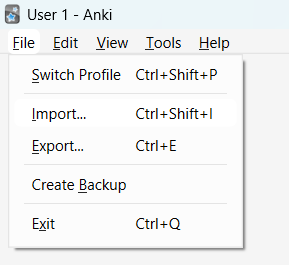 User 1 - Anki
File Edit View Tools Help
Switch Profile Ctrl+Shift+P
Import... Ctrl+Shift+I
Export... Ctrl+E
Create Backup
Exit Ctrl+Q